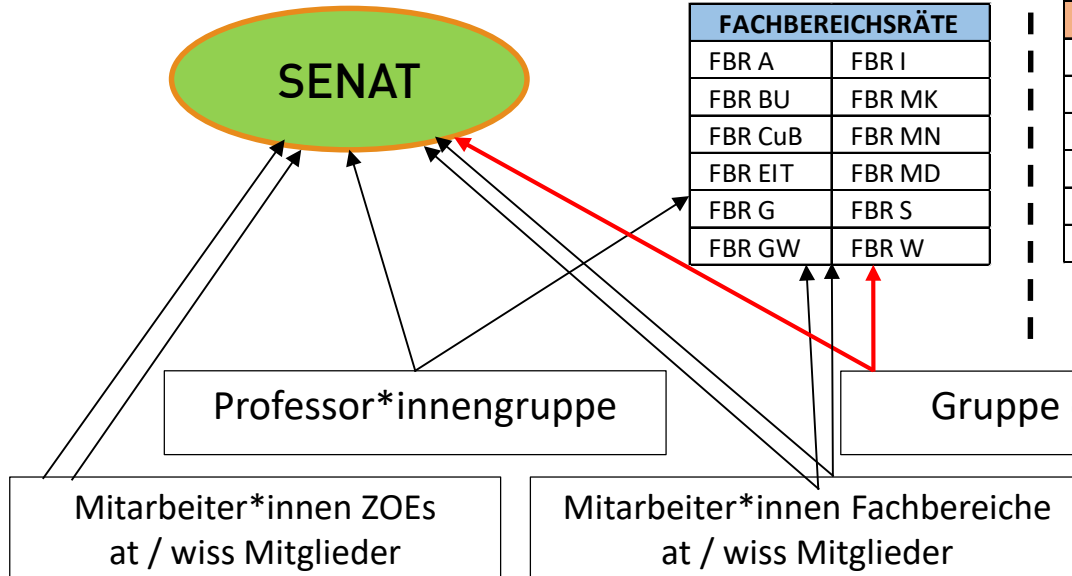 SENAT
FACHBEREICHSRÄTE
FBR A FBR I
FBR BU FBR MK
FBR CuB FBR MN
FBR EIT FBR MD
FBR G FBR S
FBR GW FBR W
Professor*innengruppe
Gruppe
Mitarbeiter*innen ZOEs
at / wiss Mitglieder
Mitarbeiter*innen Fachbereiche
at / wiss Mitglieder